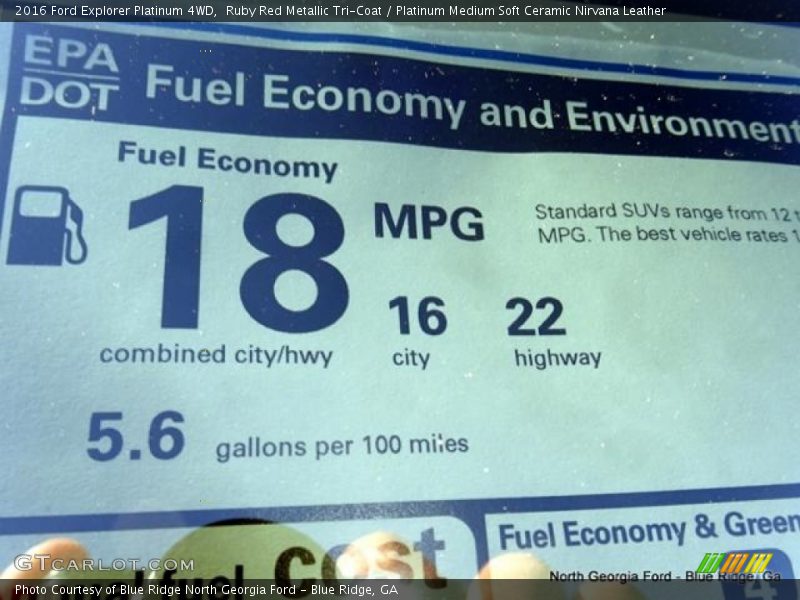 2016 Ford Explorer Platinum 4WD,  Ruby Red Metallic Tri-Coat / Platinum Medium Soft Ceramic Nirvana Leather
EPA
DOT
Fuel Economy and Environment
Fuel Economy
18
MPG
Standard SUVs range from 12
MPG. The best vehicle rates
16
22
combined city/hwy
city
highway
5.6
gallons per 100 miles
Fuel Economy & Green
fuel Cost
4
GTCARLOT.COM
North Georgia Ford - Blue Ridge, Ga
Photo Courtesy of Blue Ridge North Georgia Ford - Blue Ridge, GA